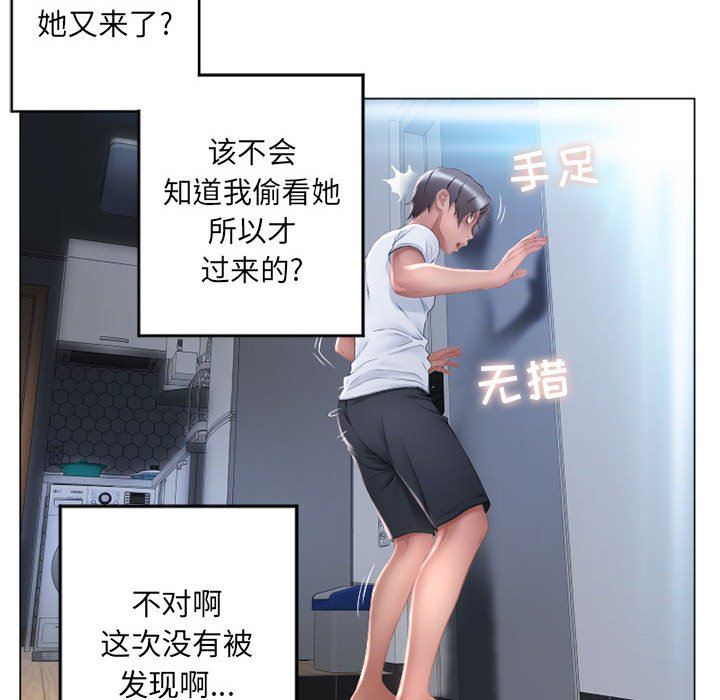 她又来了?
该不会
知道我偷看她
所以才
过来的?
手足
无措
不对啊
这次没有被
发现啊...